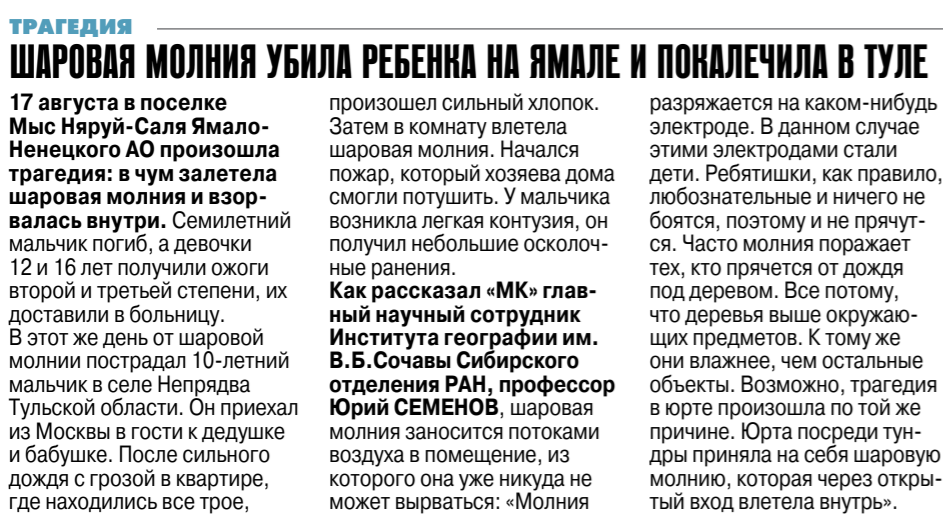 ТРАГЕДИЯ
ШАРОВАЯ МОЛНИЯ УБИЛА РЕБЕНКА НА ЯМАЛЕ И ПОКАЛЕЧИЛА В ТУЛЕ
17 августа в поселке
Мыс Няруй-Саля Ямало-
Ненецкого АО произошла
трагедия: в чум залетела
шаровая молния и взор-
валась внутри. Семилетний
мальчик погиб, а девочки
12 и 16 лет получили ожоги
второй и третьей степени, их
доставили в больницу.
В этот же день от шаровой
молнии пострадал 10-летний
мальчик в селе Непрядва
Тульской области. Он приехал
из Москвы в гости к дедушке
и бабушке. После сильного
дождя с грозой в квартире,
где находились все трое,
произошел сильный хлопок.
Затем в комнату влетела
шаровая молния. Начался
пожар, который хозяева дома
смогли потушить. У мальчика
возникла легкая контузия, он
получил небольшие осколоч-
ные ранения.
Как рассказал «МК» глав-
ный научный сотрудник
Института географии им.
В.Б.Сочавы Сибирского
отделения РАН, профессор
Юрий СЕМЕНОВ, шаровая
молния заносится потоками
воздуха в помещение, из
которого она уже никуда не
может вырваться: «Молния
разряжается на каком-нибудь
электроде. В данном случае
этими электродами стали
дети. Ребятишки, как правило,
любознательные и ничего не
боятся, поэтому и не прячут-
ся. Часто молния поражает
тех, кто прячется от дождя
под деревом. Все потому,
что деревья выше окружаю-
щих предметов. К тому же
они влажнее, чем остальные
объекты. Возможно, трагедия
в юрте произошла по той же
причине. Юрта посреди тун-
дры приняла на себя шаровую
молнию, которая через откры-
тый вход влетела внутрь».